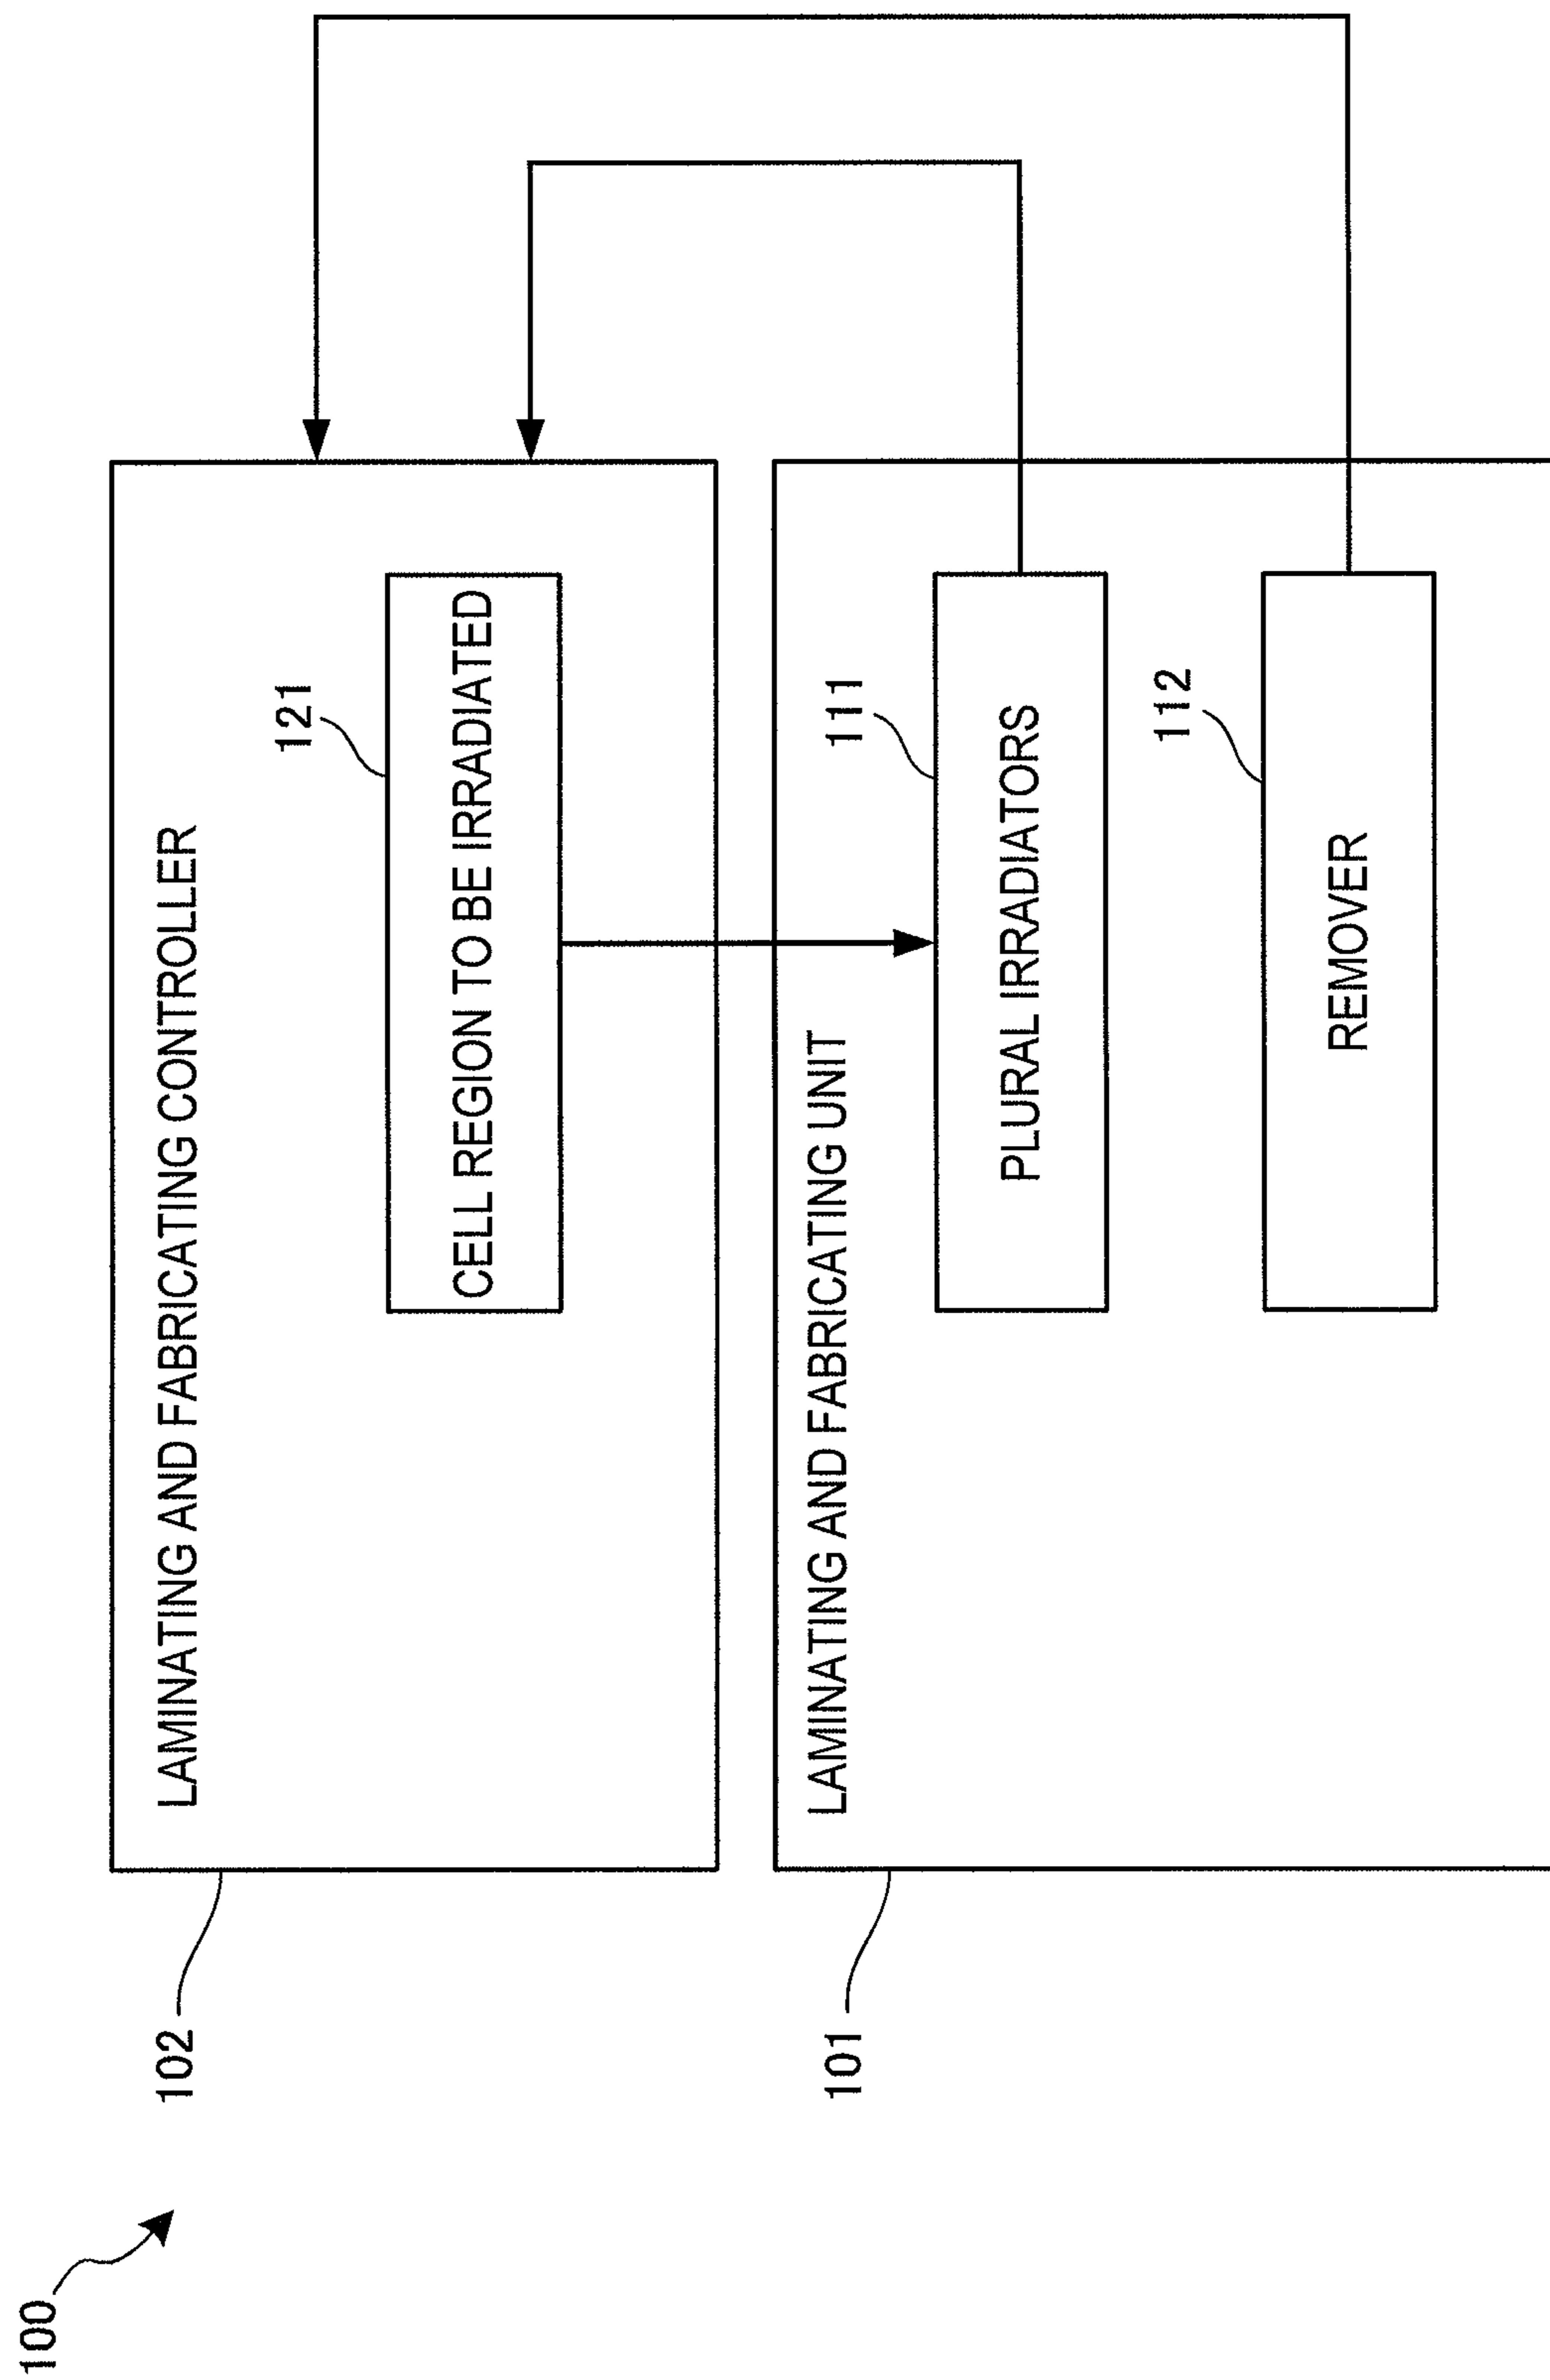 100
102
LAMINATING AND FABRICATING CONTROLLER
121
CELL REGION TO BE IRRADIATED
101
LAMINATING AND FABRICATING UNIT
111
PLURAL IRRADIATORS
112
REMOVER